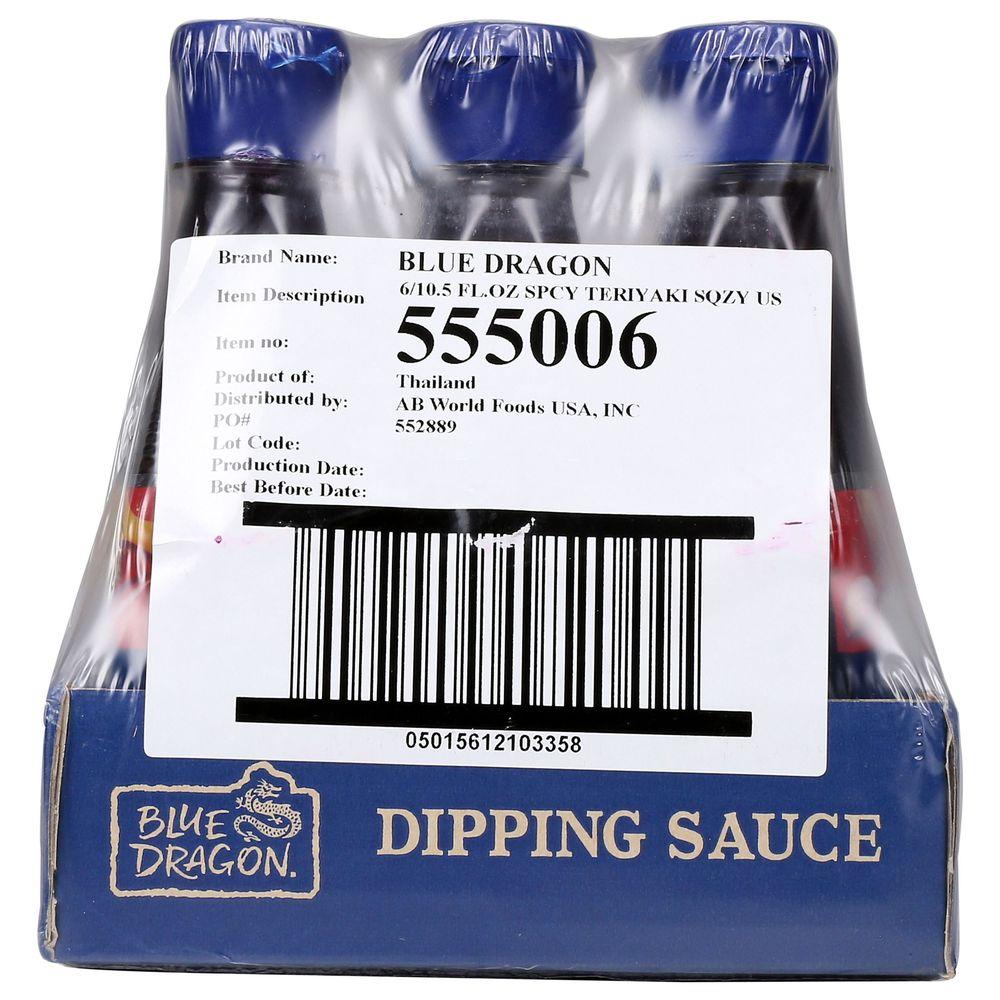 Brand Name: BLUE DRAGON
Item Description 6/10.5 FL.OZ SPCY TERIYAKI SQZY US
Item no: 555006
Product of: Thailand
Distributed by: AB World Foods USA, INC
PO# 552889
Lot Code:
Production Date:
Best Before Date:
05015612103358
BLUE DRAGON.
DIPPING SAUCE